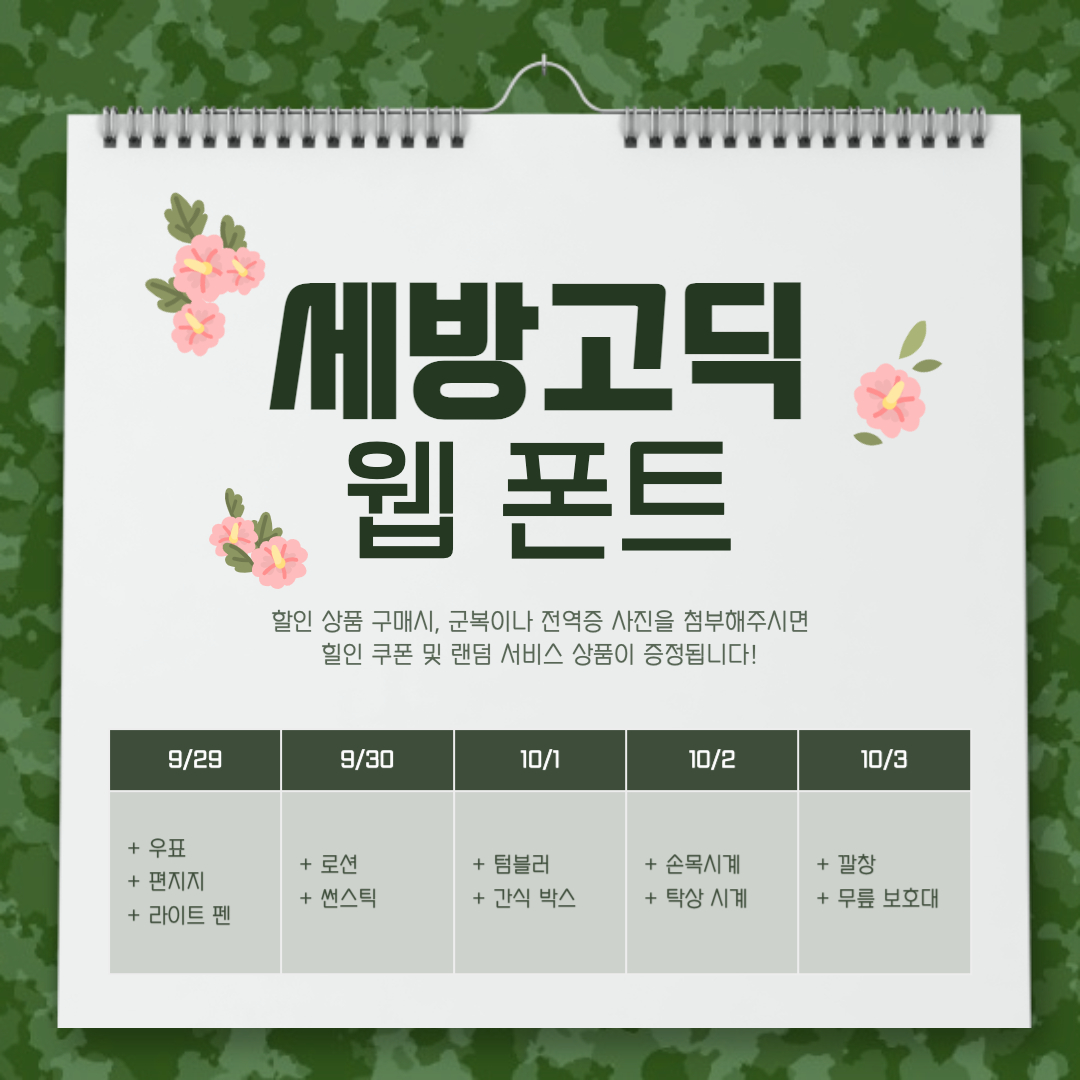 세방고딕
웹 폰트
할인 상품 구매시, 군복이나 전역증 사진을 첨부해주시면
힐인 쿠폰 및 랜덤 서비스 상품이 증정됩니다!
9/29 9/30 10/1 10/2 10/3
+ 우표
+ 편지지
+ 라이트 펜
+ 로션
+ 썬스틱
+ 텀블러
+ 간식 박스
+ 손목시계
+ 탁상 시계
+ 깔창
+ 무릎 보호대